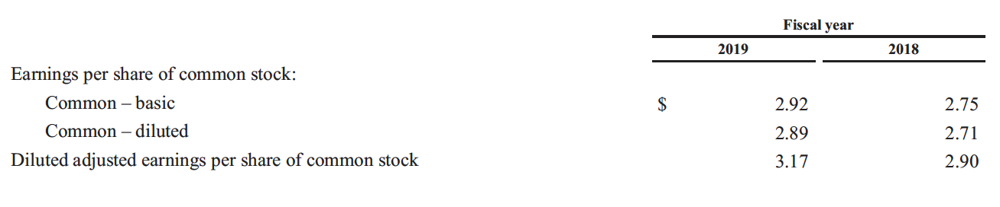 Fiscal year
2019 2018
Earnings per share of common stock:
Common – basic $ 2.92 2.75
Common – diluted 2.89 2.71
Diluted adjusted earnings per share of common stock 3.17 2.90